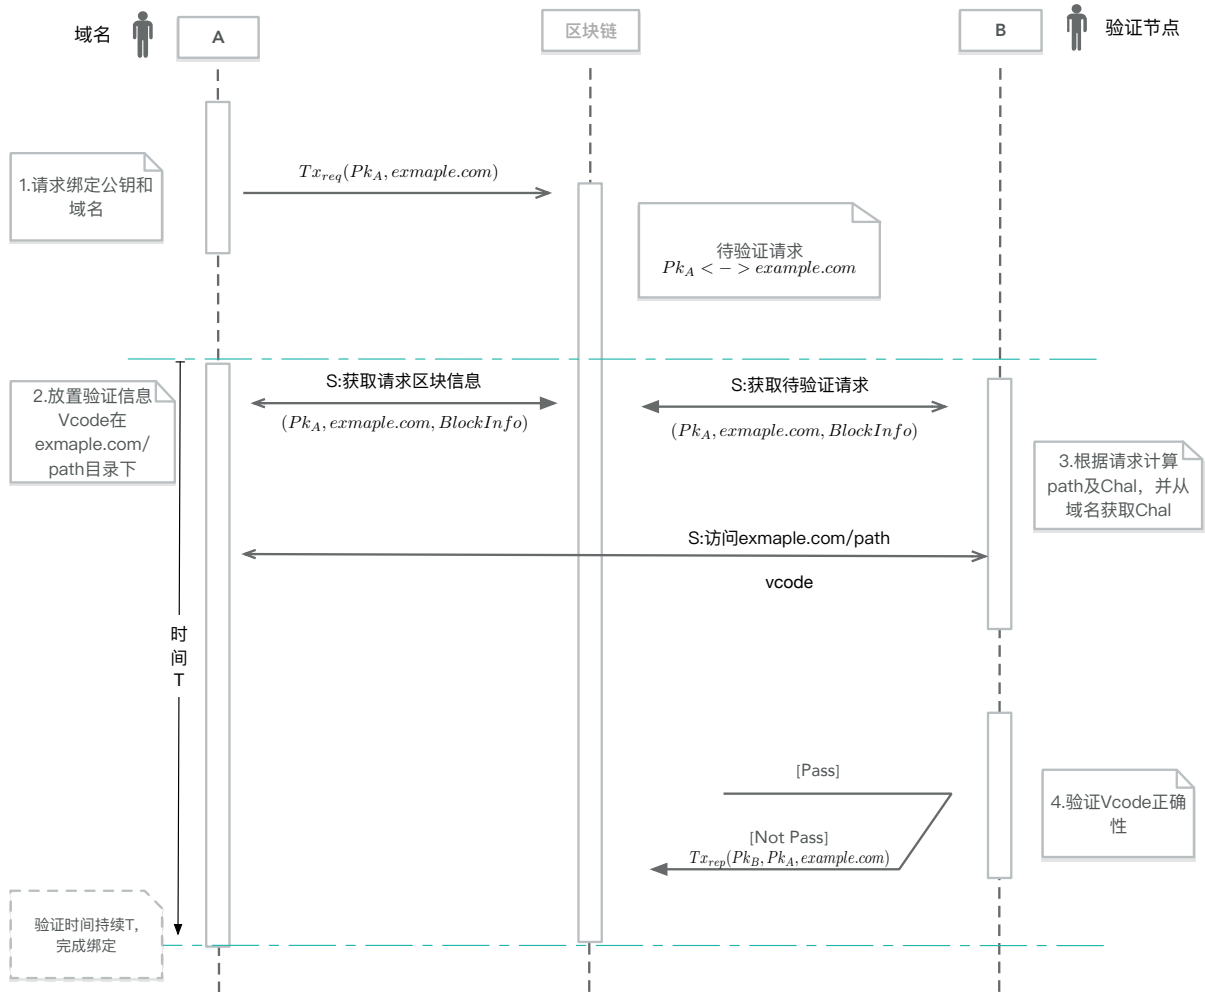 域名
A
区块链
B
验证节点
1.请求绑定公钥和
域名
Tx_req(Pk_A, exmaple.com)
待验证请求
Pk_A < - > example.com
2.放置验证信息
Vcode在
exmaple.com/
path目录下
S:获取请求区块信息
(Pk_A, exmaple.com, BlockInfo)
S:获取待验证请求
(Pk_A, exmaple.com, BlockInfo)
3.根据请求计算
path及Chal，并从
域名获取Chal
S:访问exmaple.com/path
vcode
时
间
T
[Pass]
[Not Pass]
Tx_rep(Pk_B, Pk_A, example.com)
4.验证Vcode正确
性
验证时间持续T，
完成绑定